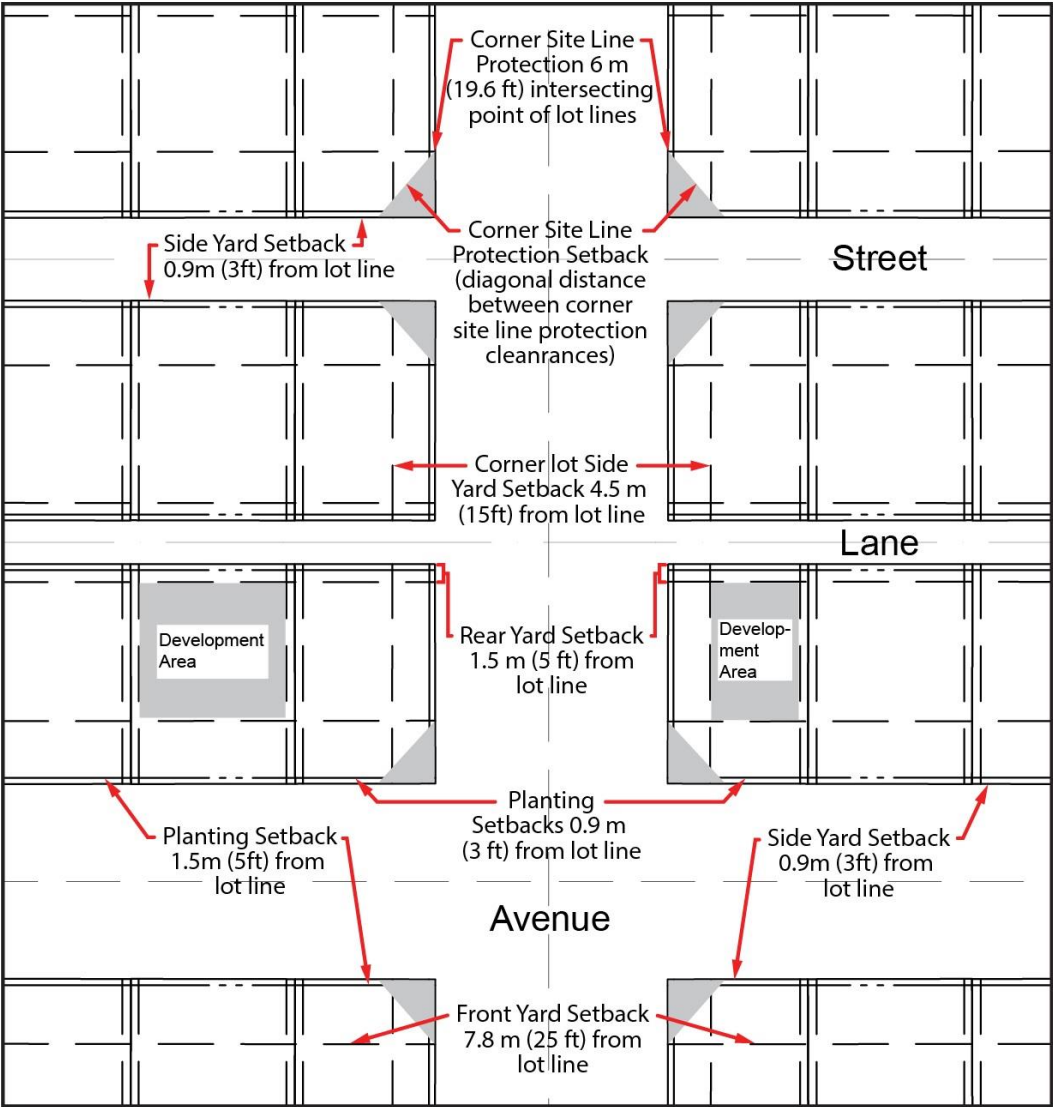 Corner Site Line
Protection 6 m
(19.6 ft) intersecting
point of lot lines
Side Yard Setback
0.9m (3ft) from lot line
Corner Site Line
Protection Setback
(diagonal distance
between corner
site line protection
cleanrances)
Street
Corner lot Side
Yard Setback 4.5 m
(15ft) from lot line
Lane
Development
Area
Rear Yard Setback
1.5 m (5 ft) from
lot line
Develop-
ment
Area
Planting Setback
1.5m (5ft) from
lot line
Planting
Setbacks 0.9 m
(3 ft) from lot line
Side Yard Setback
0.9m (3ft) from
lot line
Avenue
Front Yard Setback
7.8 m (25 ft) from
lot line